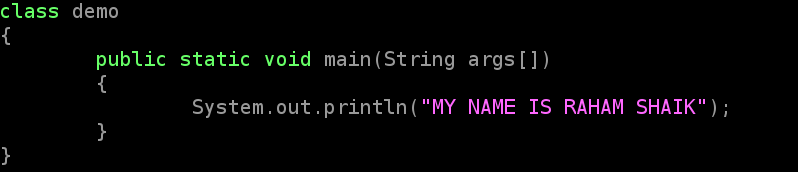 class demo
{
        public static void main(String args[])
        {
                System.out.println("MY NAME IS RAHAM SHAIK");
        }
}